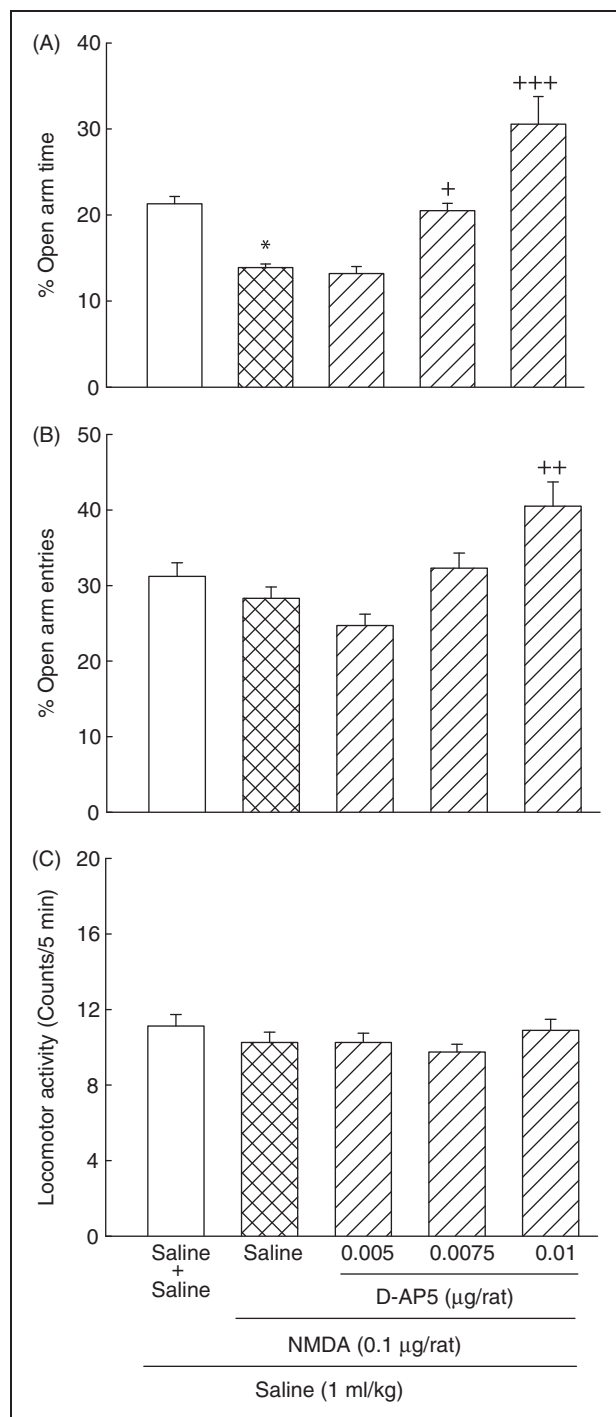 (A)
% Open arm time
40
30
20
10
0
*
+
+++
(B)
% Open arm entries
50
40
30
20
10
0
++
(C)
Locomotor activity (Counts/5 min)
20
16
12
8
4
0
Saline
+
Saline
Saline
0.005
0.0075
0.01
D-AP5 (μg/rat)
NMDA (0.1 μg/rat)
Saline (1 ml/kg)